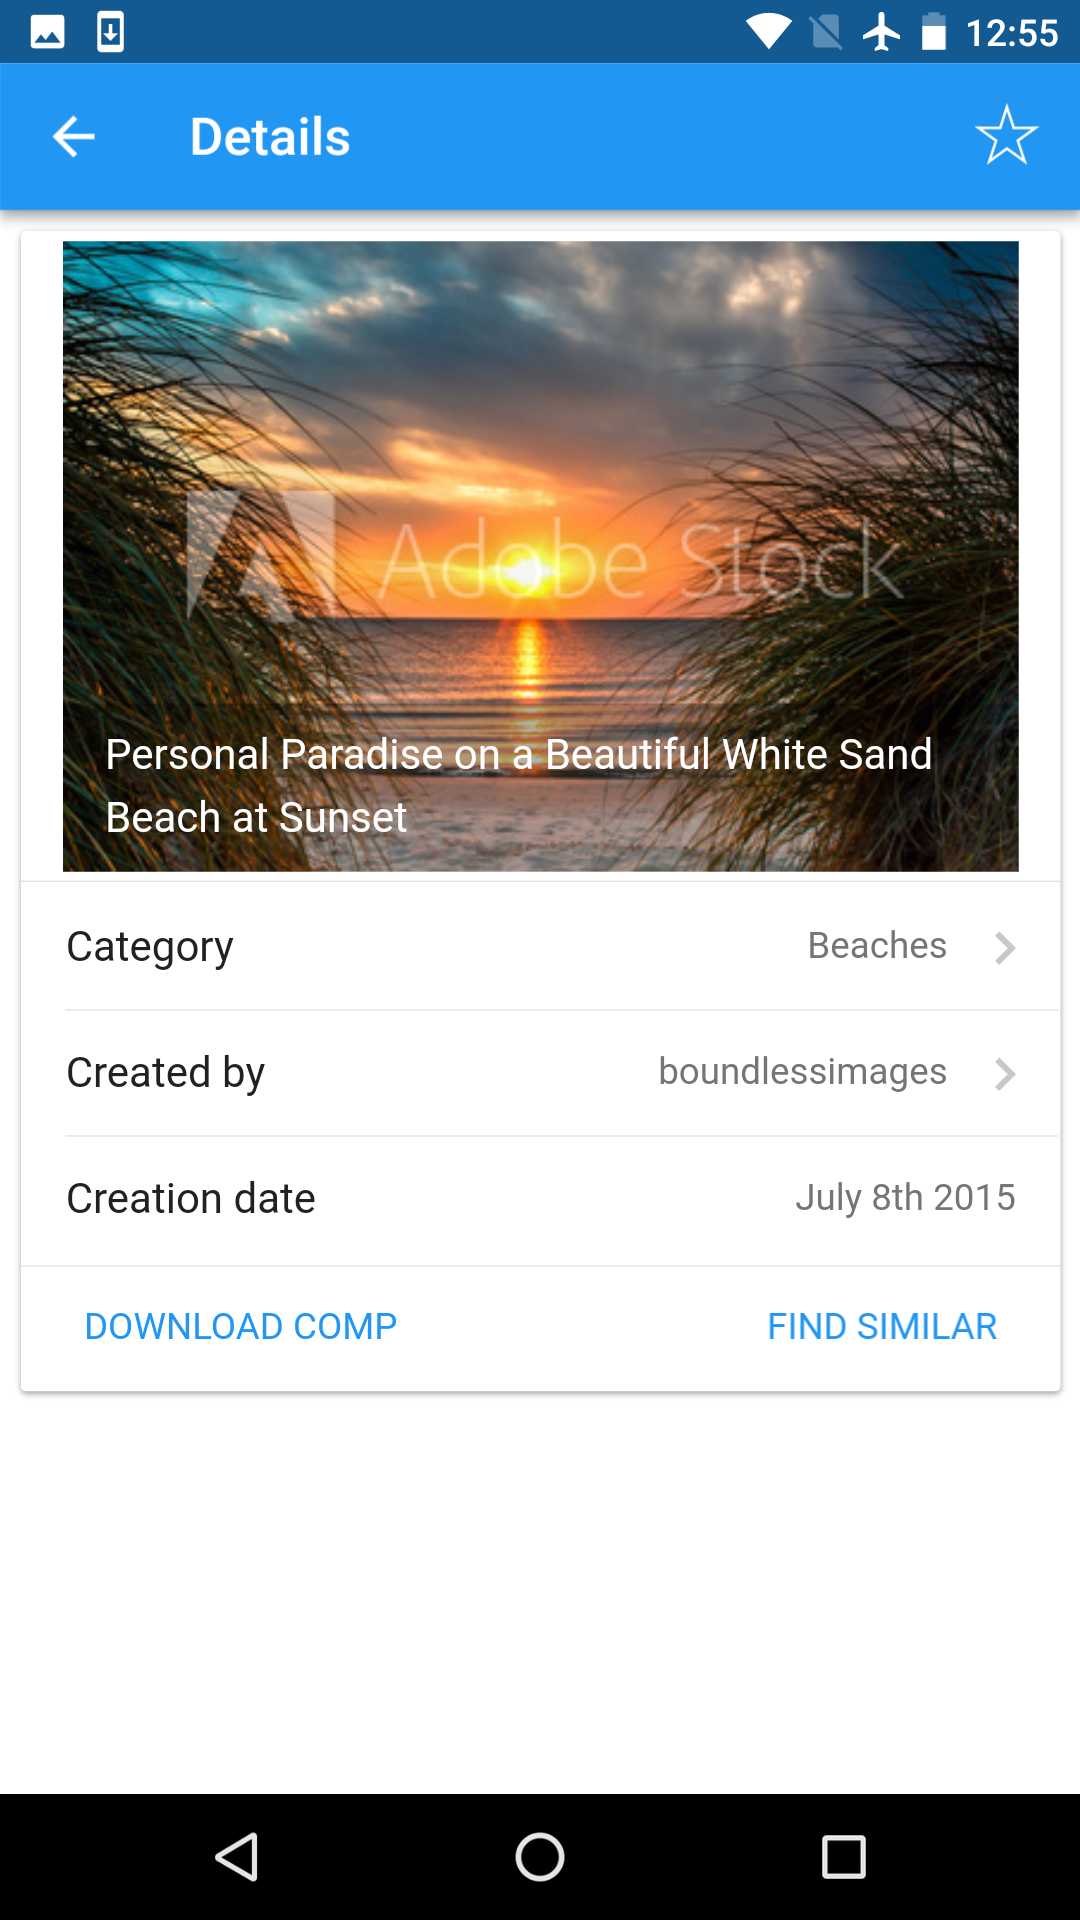 12:55
Details
Adobe Stock
Personal Paradise on a Beautiful White Sand
Beach at Sunset
Category Beaches
Created by boundlessimages
Creation date July 8th 2015
DOWNLOAD COMP FIND SIMILAR